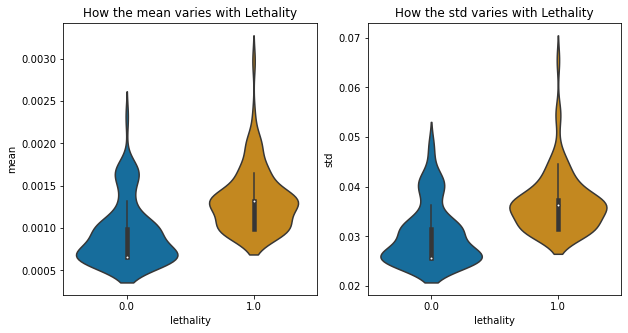 How the mean varies with Lethality
mean
0.0030
0.0025
0.0020
0.0015
0.0010
0.0005
0.0
1.0
lethality
How the std varies with Lethality
std
0.07
0.06
0.05
0.04
0.03
0.02
0.0
1.0
lethality